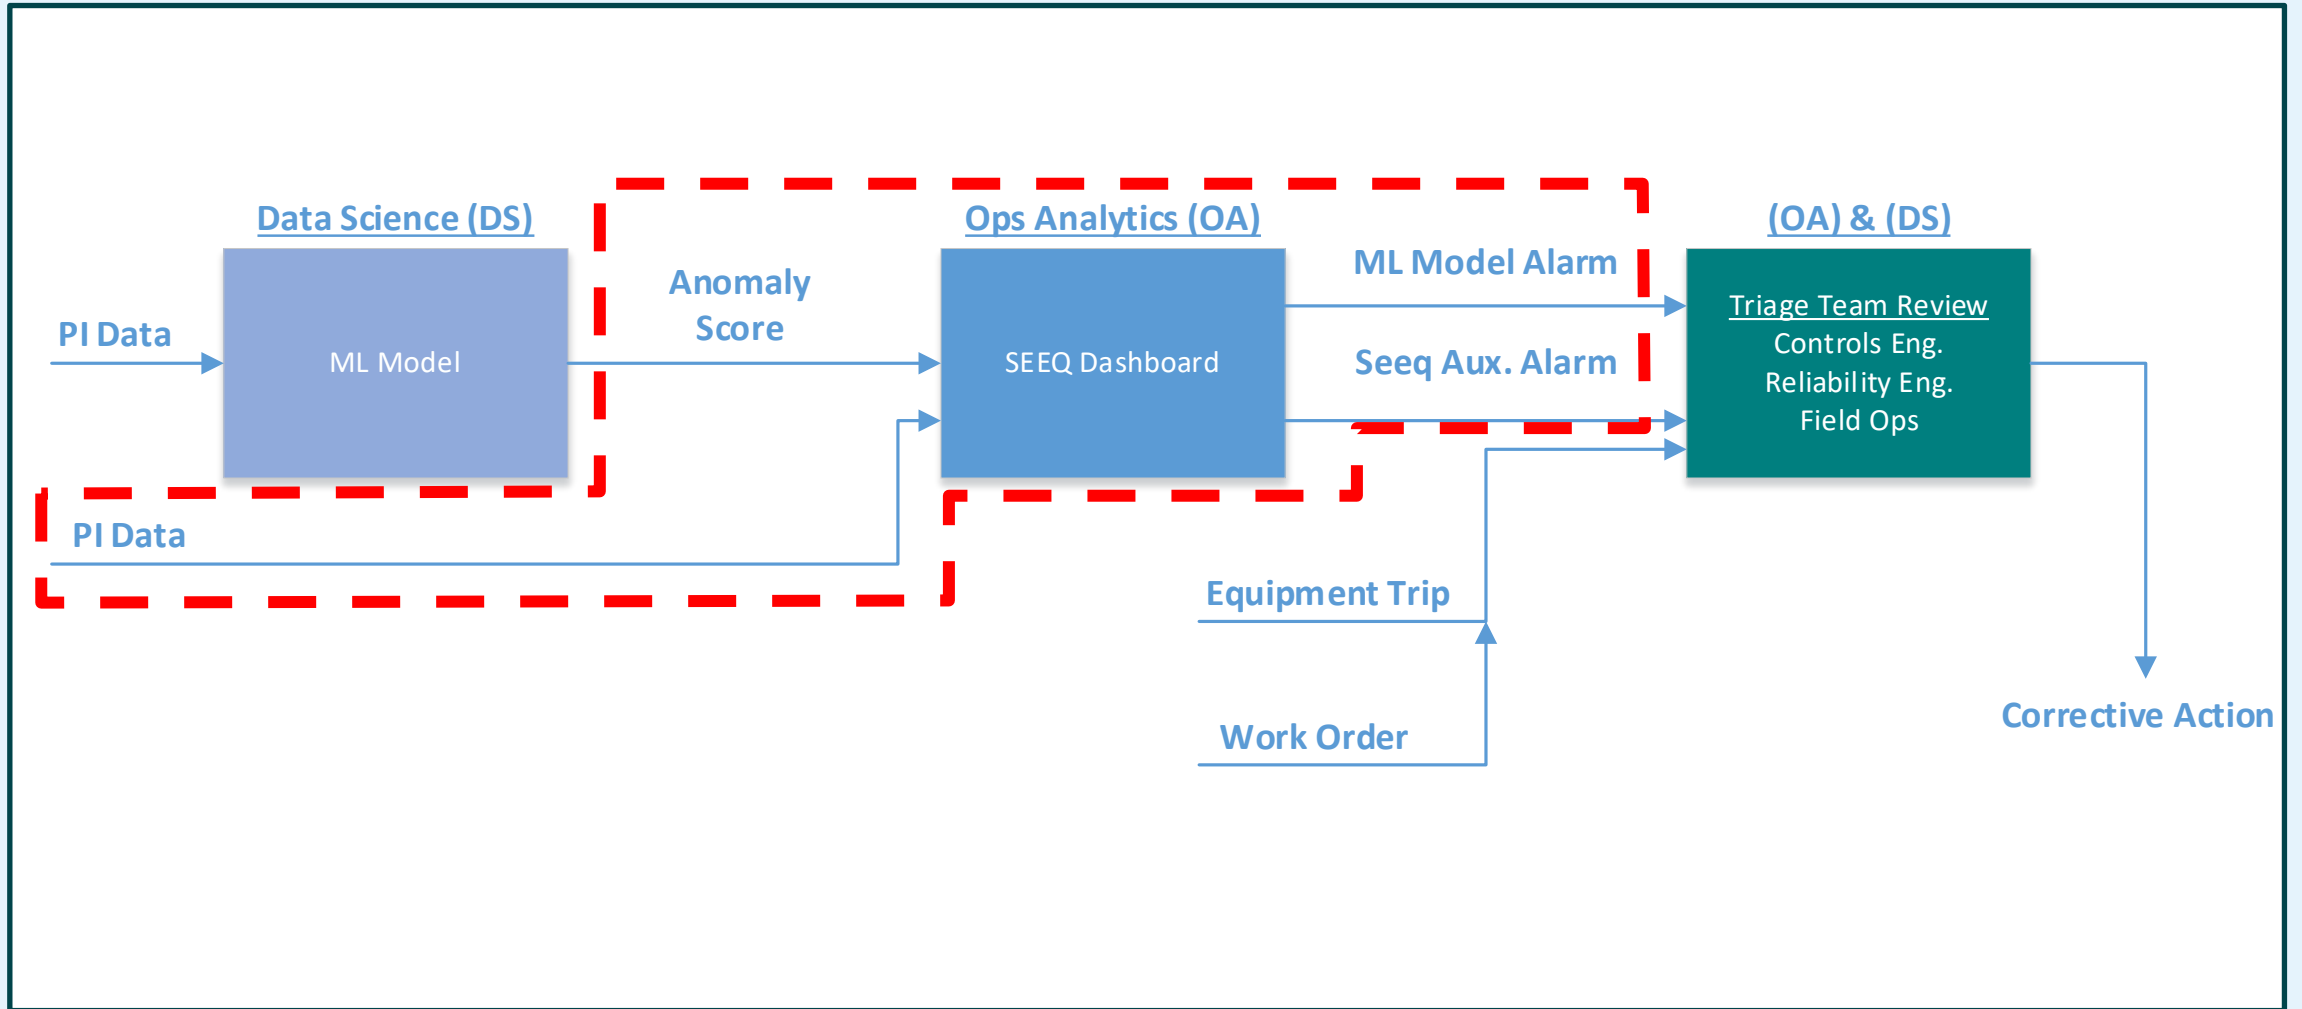 Data Science (DS)
Ops Analytics (OA)
(OA) & (DS)
PI Data
ML Model
Anomaly
Score
SEEQ Dashboard
ML Model Alarm
Seeq Aux. Alarm
Triage Team Review
Controls Eng.
Reliability Eng.
Field Ops
PI Data
Equipment Trip
Work Order
Corrective Action